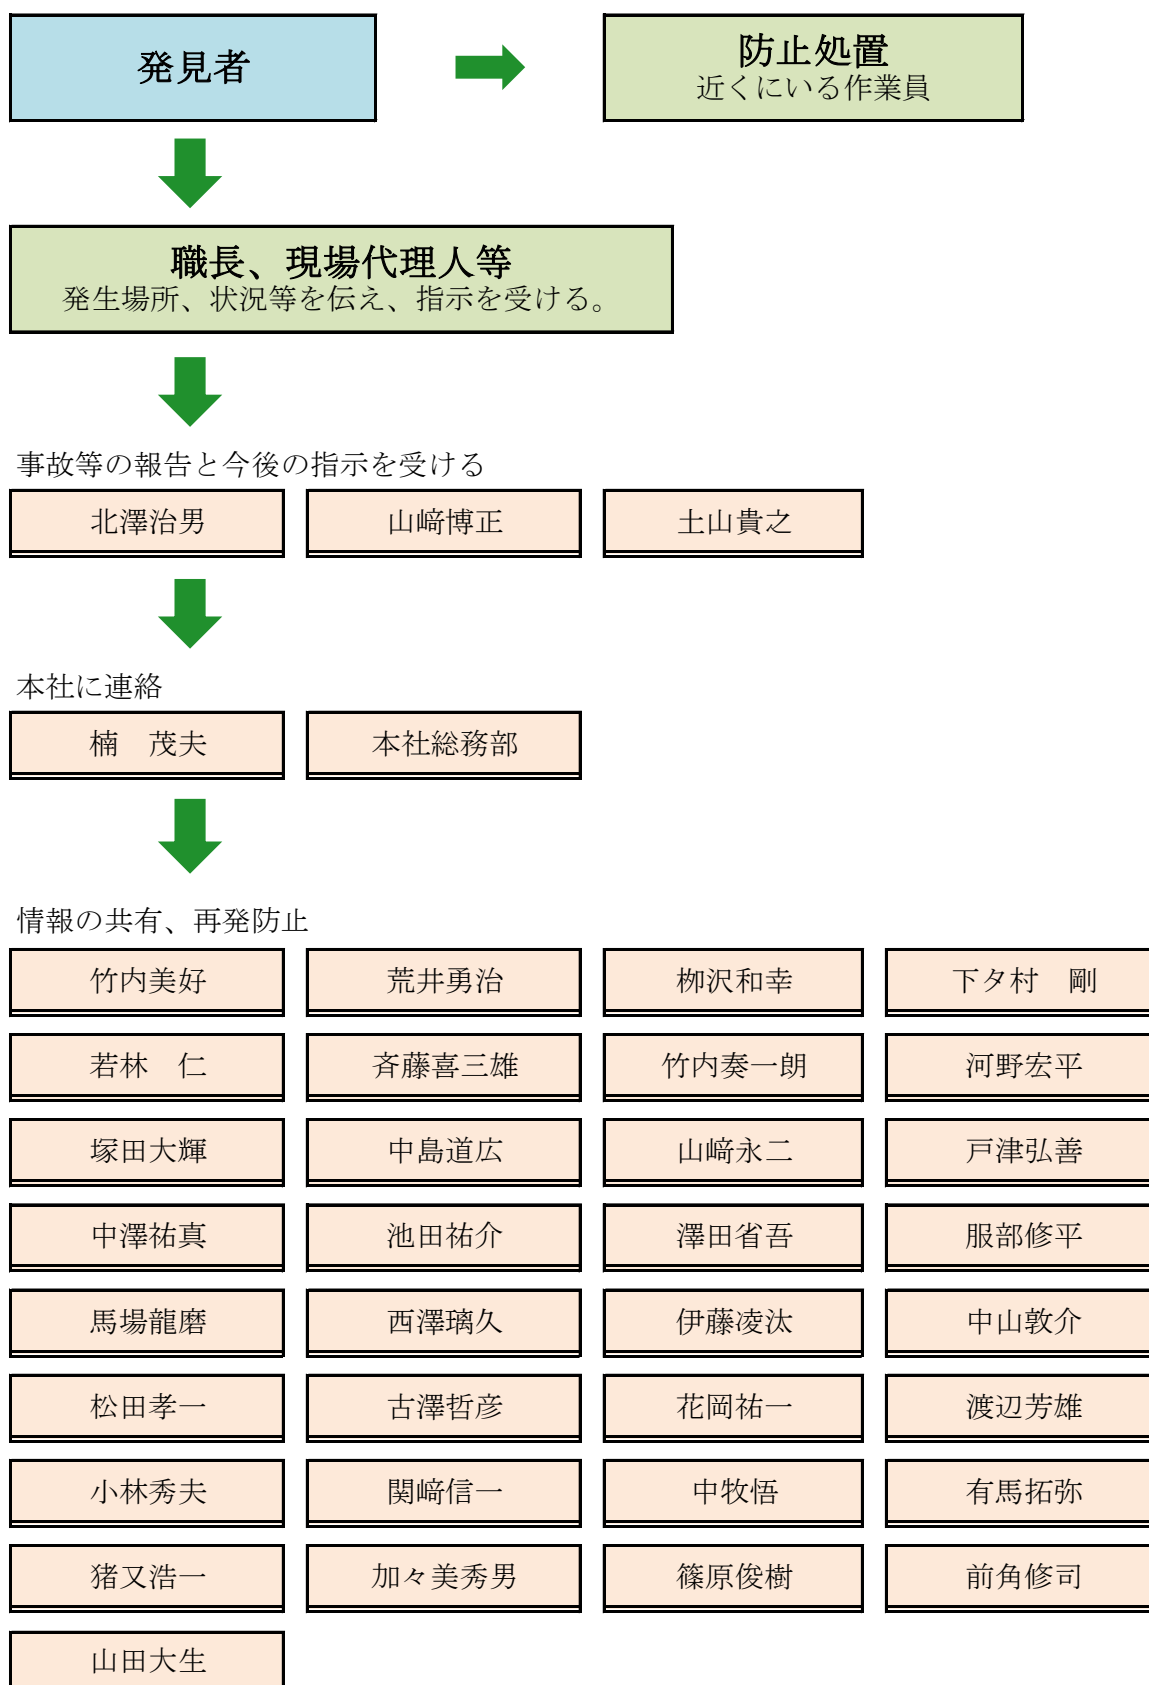 発見者
防止処置
近くにいる作業員
職長、現場代理人等
発生場所、状況等を伝え、指示を受ける。
事故等の報告と今後の指示を受ける
北澤治男
山﨑博正
土山貴之
本社に連絡
楠　茂夫
本社総務部
情報の共有、再発防止
竹内美好
荒井勇治
栁沢和幸
下夕村　剛
若林　仁
斉藤喜三雄
竹内奏一朗
河野宏平
塚田大輝
中島道広
山﨑永二
戸津弘善
中澤祐真
池田祐介
澤田省吾
服部修平
馬場龍磨
西澤璃久
伊藤凌汰
中山敦介
松田孝一
古澤哲彦
花岡祐一
渡辺芳雄
小林秀夫
関﨑信一
中牧悟
有馬拓弥
猪又浩一
加々美秀男
篠原俊樹
前角修司
山田大生